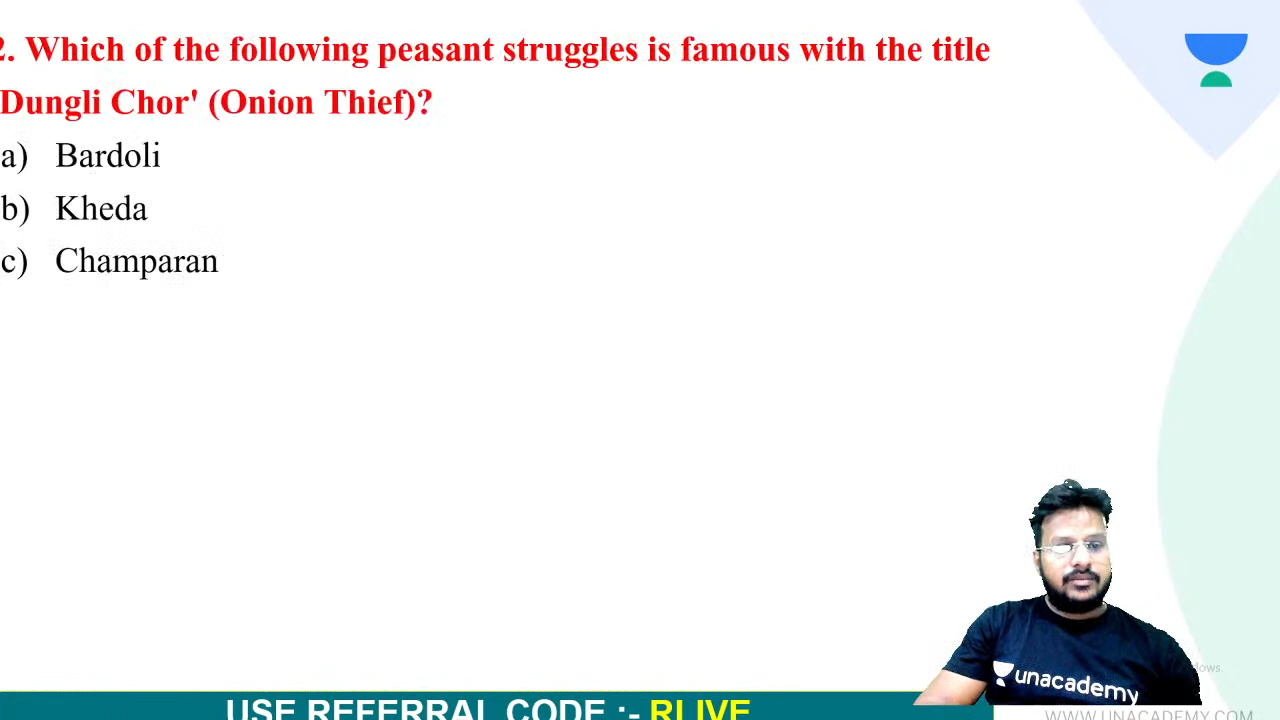 2. Which of the following peasant struggles is famous with the title
Dungli Chor' (Onion Thief)?
a) Bardoli
b) Kheda
c) Champaran
unacademy
dows.
USE REFERRAL CODE :- RLIVE
WWW.UNACADEMY.COM